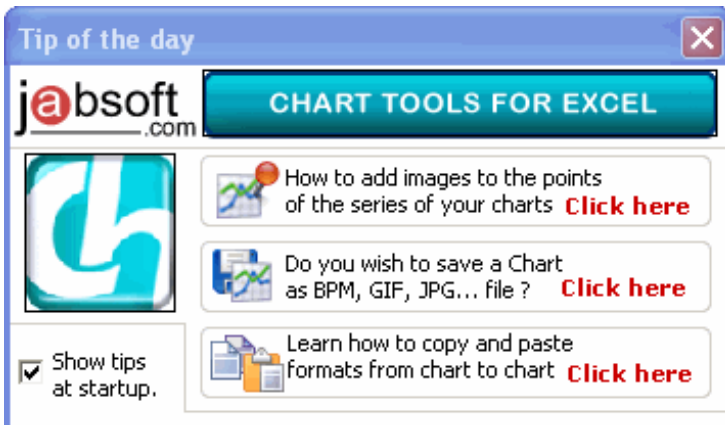 Tip of the day
jabsoft
.com
CHART TOOLS FOR EXCEL
ch
How to add images to the points
of the series of your charts Click here
Do you wish to save a Chart
as BPM, GIF, JPG... file ? Click here
Show tips
at startup.
Learn how to copy and paste
formats from chart to chart Click here